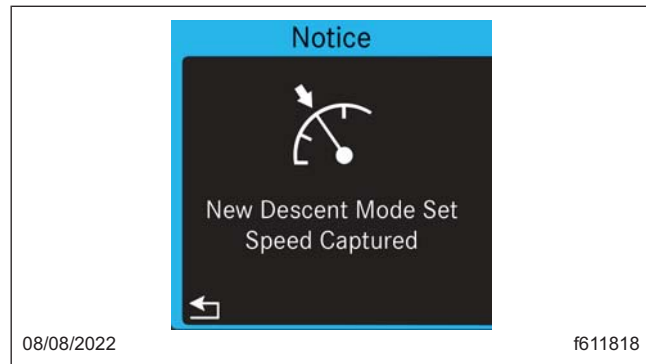 Notice
New Descent Mode Set
Speed Captured
08/08/2022
f611818